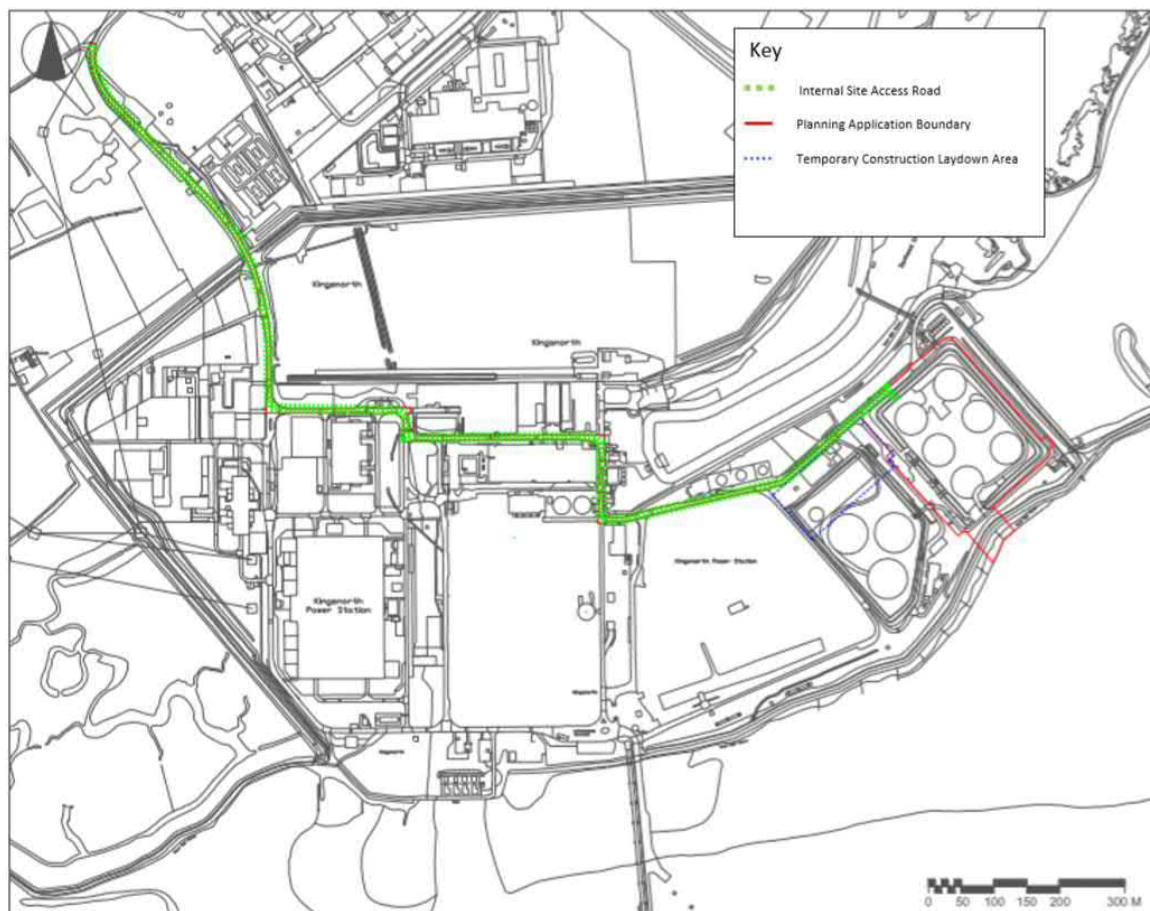 Key
Internal Site Access Road
Planning Application Boundary
Temporary Construction Laydown Area
Kingsnorth
Kingsnorth
Kingsnorth Power Station
Kingsnorth
Power Station
0 50 100 150 200 300 M